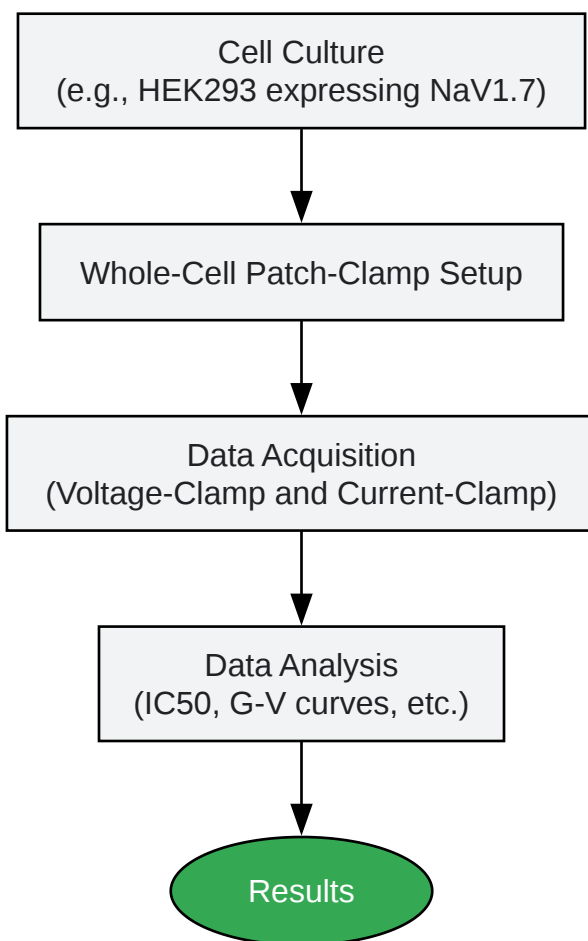 Cell Culture
(e.g., HEK293 expressing NaV1.7)
Whole-Cell Patch-Clamp Setup
Data Acquisition
(Voltage-Clamp and Current-Clamp)
Data Analysis
(IC50, G-V curves, etc.)
Results